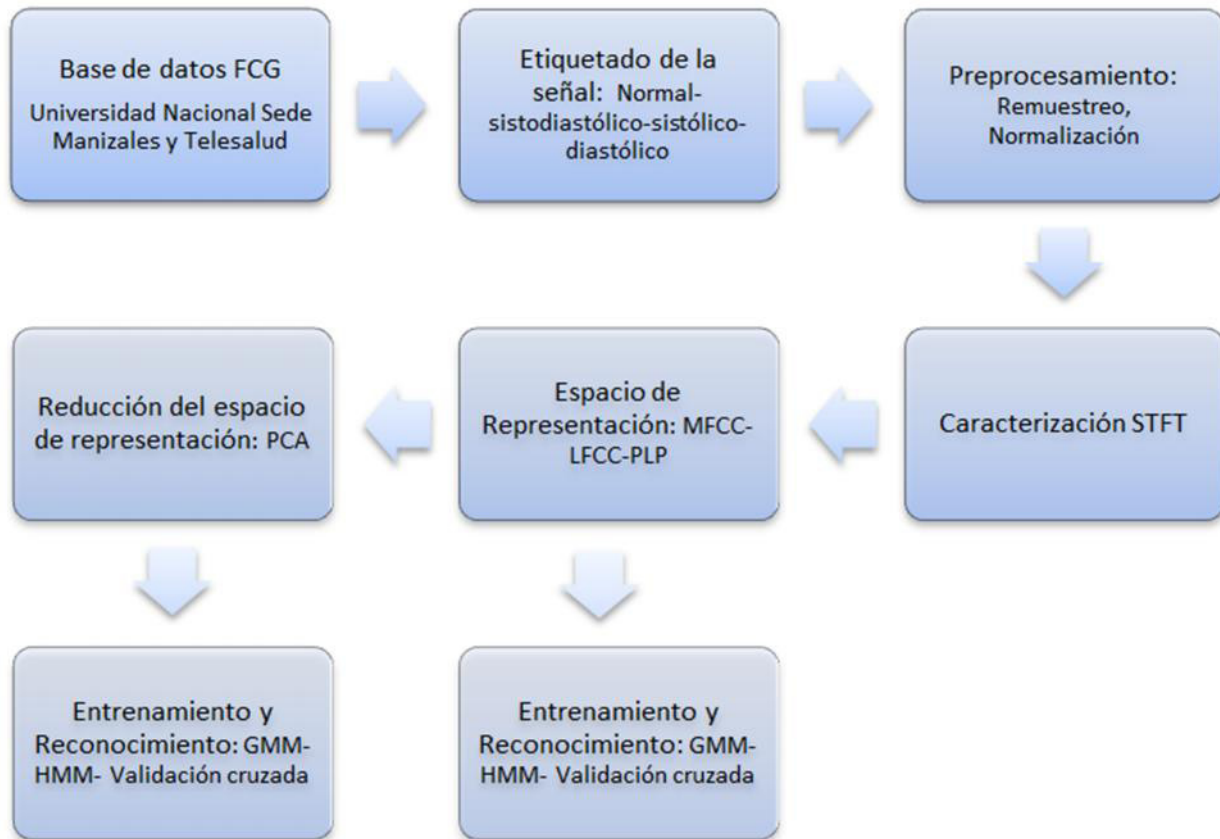 Base de datos FCG
Universidad Nacional Sede
Manizales y Telesalud
Etiquetado de la
señal: Normal-
sistodiastólico-sistólico-
diastólico
Preprocesamiento:
Remuestreo,
Normalización
Caracterización STFT
Espacio de
Representación: MFCC-
LFCC-PLP
Reducción del espacio
de representación: PCA
Entrenamiento y
Reconocimiento: GMM-
HMM- Validación cruzada
Entrenamiento y
Reconocimiento: GMM-
HMM- Validación cruzada